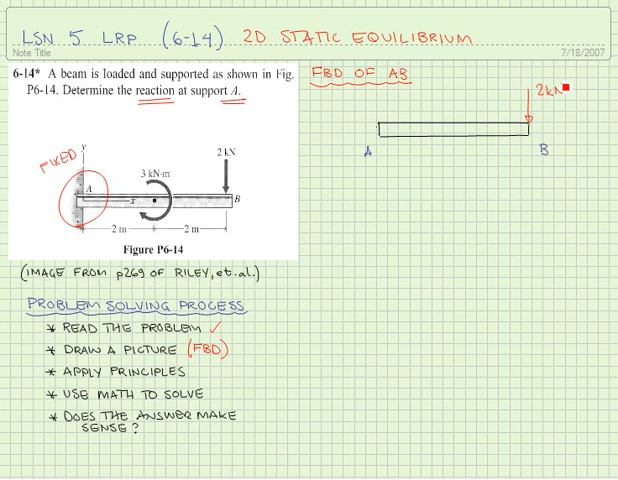 LSN 5 LRP (6-14) 2D STATIC EQUILIBRIUM
Note Title
7/18/2007
6-14* A beam is loaded and supported as shown in Fig.
P6-14. Determine the reaction at support A.
FIXED
y
2 kN
3 kN·m
A
x
B
2 m
2 m
Figure P6-14
(IMAGE FROM p269 OF RILEY, et.al.)
PROBLEM SOLVING PROCESS
* READ THE PROBLEM ✓
* DRAW A PICTURE (FBD)
* APPLY PRINCIPLES
* USE MATH TO SOLVE
* DOES THE ANSWER MAKE
SENSE?
FBD OF AB
2kN
A
B